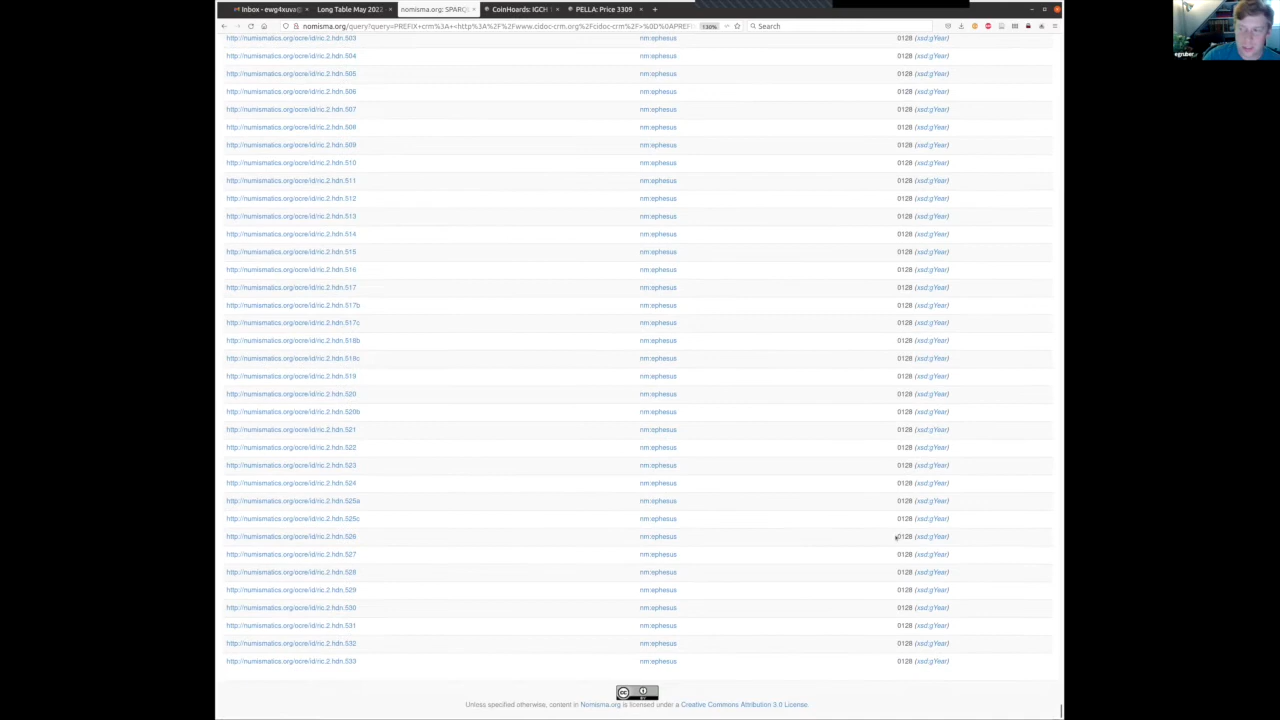 Inbox - ewg4xuva@ × Long Table May 2022 × nomisma.org: SPARQL × CoinHoards: IGCH 1 × PELLA: Price 3309 × +
nomisma.org/query?query=PREFIX+crm%3A+<http%3A%2F%2Fwww.cidoc-crm.org%2Fcidoc-crm%2F>%0D%0APREFI 130% Search
egruber
http://numismatics.org/ocre/id/ric.2.hdn.503 nm:ephesus 0128 (xsd:gYear)
http://numismatics.org/ocre/id/ric.2.hdn.504 nm:ephesus 0128 (xsd:gYear)
http://numismatics.org/ocre/id/ric.2.hdn.505 nm:ephesus 0128 (xsd:gYear)
http://numismatics.org/ocre/id/ric.2.hdn.506 nm:ephesus 0128 (xsd:gYear)
http://numismatics.org/ocre/id/ric.2.hdn.507 nm:ephesus 0128 (xsd:gYear)
http://numismatics.org/ocre/id/ric.2.hdn.508 nm:ephesus 0128 (xsd:gYear)
http://numismatics.org/ocre/id/ric.2.hdn.509 nm:ephesus 0128 (xsd:gYear)
http://numismatics.org/ocre/id/ric.2.hdn.510 nm:ephesus 0128 (xsd:gYear)
http://numismatics.org/ocre/id/ric.2.hdn.511 nm:ephesus 0128 (xsd:gYear)
http://numismatics.org/ocre/id/ric.2.hdn.512 nm:ephesus 0128 (xsd:gYear)
http://numismatics.org/ocre/id/ric.2.hdn.513 nm:ephesus 0128 (xsd:gYear)
http://numismatics.org/ocre/id/ric.2.hdn.514 nm:ephesus 0128 (xsd:gYear)
http://numismatics.org/ocre/id/ric.2.hdn.515 nm:ephesus 0128 (xsd:gYear)
http://numismatics.org/ocre/id/ric.2.hdn.516 nm:ephesus 0128 (xsd:gYear)
http://numismatics.org/ocre/id/ric.2.hdn.517 nm:ephesus 0128 (xsd:gYear)
http://numismatics.org/ocre/id/ric.2.hdn.517b nm:ephesus 0128 (xsd:gYear)
http://numismatics.org/ocre/id/ric.2.hdn.517c nm:ephesus 0128 (xsd:gYear)
http://numismatics.org/ocre/id/ric.2.hdn.518b nm:ephesus 0128 (xsd:gYear)
http://numismatics.org/ocre/id/ric.2.hdn.518c nm:ephesus 0128 (xsd:gYear)
http://numismatics.org/ocre/id/ric.2.hdn.519 nm:ephesus 0128 (xsd:gYear)
http://numismatics.org/ocre/id/ric.2.hdn.520 nm:ephesus 0128 (xsd:gYear)
http://numismatics.org/ocre/id/ric.2.hdn.520b nm:ephesus 0128 (xsd:gYear)
http://numismatics.org/ocre/id/ric.2.hdn.521 nm:ephesus 0128 (xsd:gYear)
http://numismatics.org/ocre/id/ric.2.hdn.522 nm:ephesus 0128 (xsd:gYear)
http://numismatics.org/ocre/id/ric.2.hdn.523 nm:ephesus 0128 (xsd:gYear)
http://numismatics.org/ocre/id/ric.2.hdn.524 nm:ephesus 0128 (xsd:gYear)
http://numismatics.org/ocre/id/ric.2.hdn.525a nm:ephesus 0128 (xsd:gYear)
http://numismatics.org/ocre/id/ric.2.hdn.525c nm:ephesus 0128 (xsd:gYear)
http://numismatics.org/ocre/id/ric.2.hdn.526 nm:ephesus 0128 (xsd:gYear)
http://numismatics.org/ocre/id/ric.2.hdn.527 nm:ephesus 0128 (xsd:gYear)
http://numismatics.org/ocre/id/ric.2.hdn.528 nm:ephesus 0128 (xsd:gYear)
http://numismatics.org/ocre/id/ric.2.hdn.529 nm:ephesus 0128 (xsd:gYear)
http://numismatics.org/ocre/id/ric.2.hdn.530 nm:ephesus 0128 (xsd:gYear)
http://numismatics.org/ocre/id/ric.2.hdn.531 nm:ephesus 0128 (xsd:gYear)
http://numismatics.org/ocre/id/ric.2.hdn.532 nm:ephesus 0128 (xsd:gYear)
http://numismatics.org/ocre/id/ric.2.hdn.533 nm:ephesus 0128 (xsd:gYear)
cc BY
Unless specified otherwise, content in Nomisma.org is licensed under a Creative Commons Attribution 3.0 License.